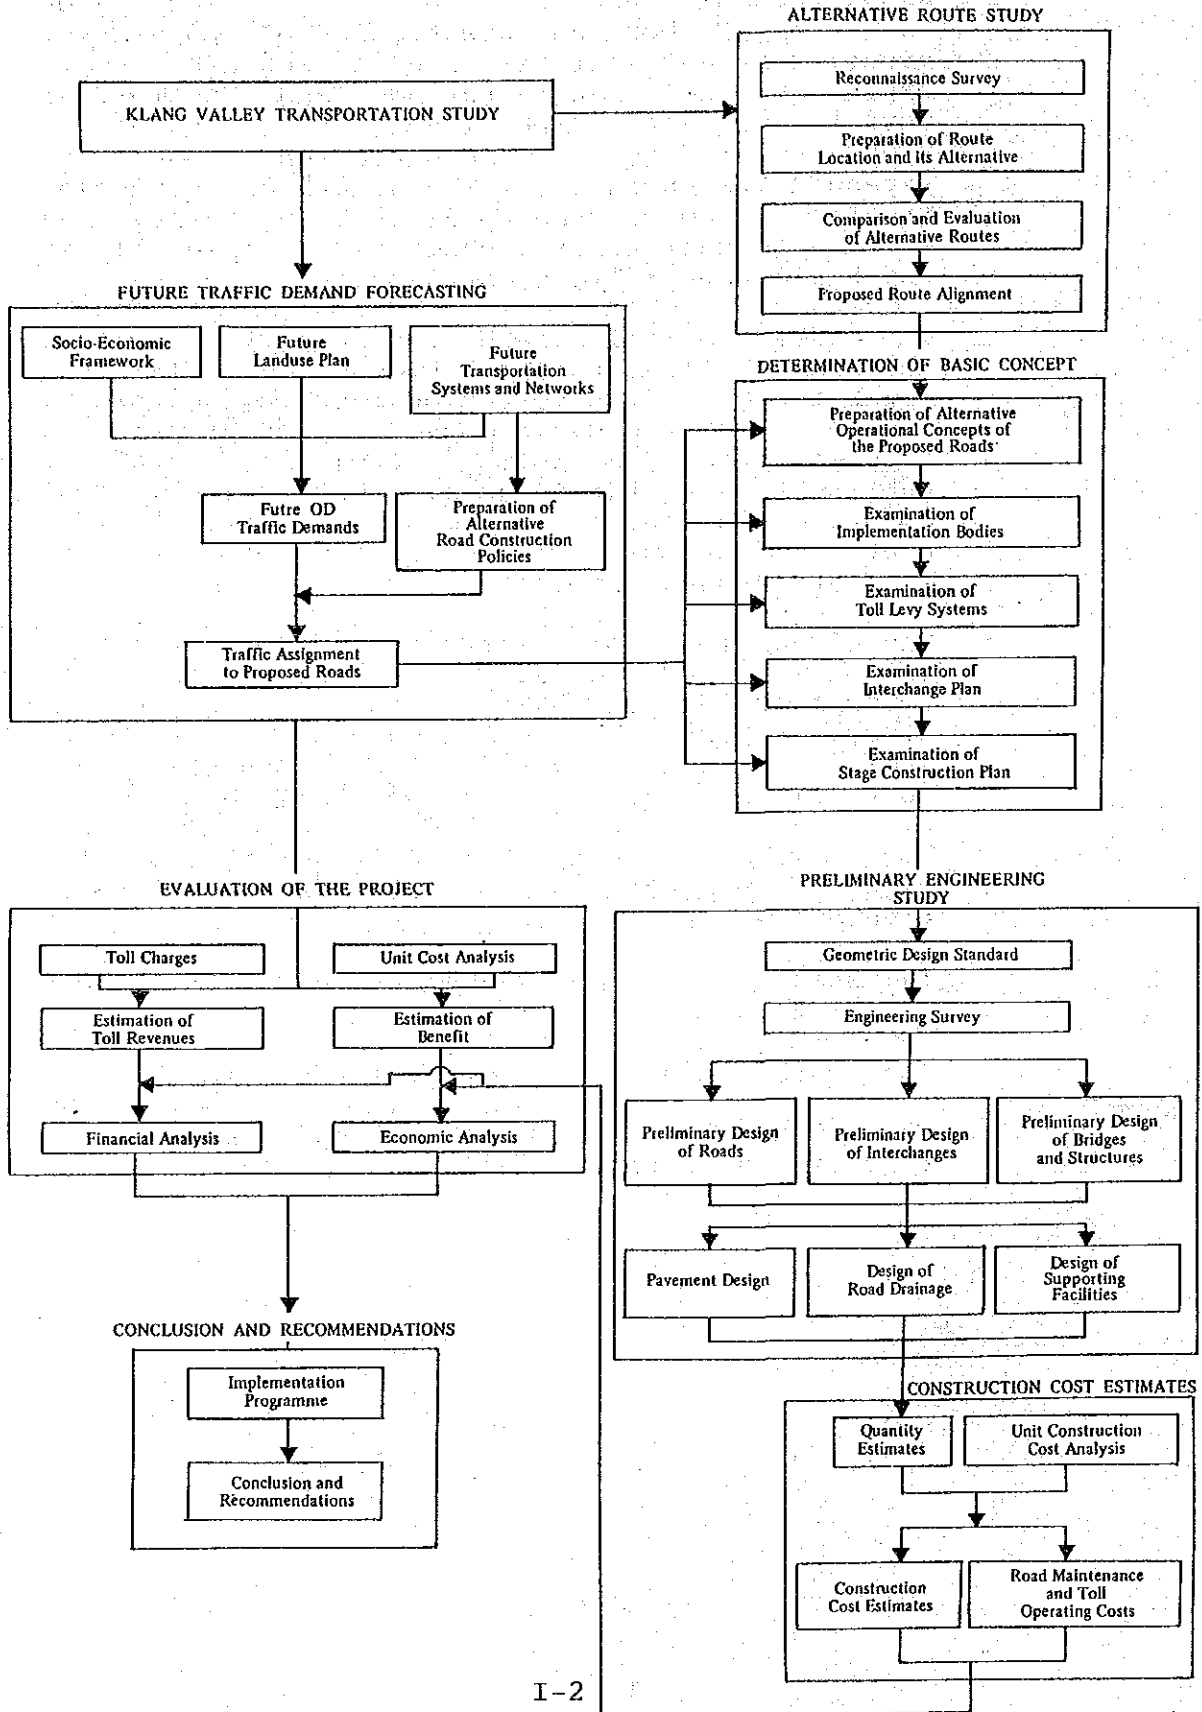 ALTERNATIVE ROUTE STUDY
Reconnaissance Survey
KLANG VALLEY TRANSPORTATION STUDY
Preparation of Route
Location and its Alternative
Comparison and Evaluation
of Alternative Routes
Proposed Route Alignment
FUTURE TRAFFIC DEMAND FORECASTING
Socio-Economic
Framework
Future
Landuse Plan
Future
Transportation
Systems and Networks
Futre OD
Traffic Demands
Preparation of
Alternative
Road Construction
Policies
Traffic Assignment
to Proposed Roads
DETERMINATION OF BASIC CONCEPT
Preparation of Alternative
Operational Concepts of
the Proposed Roads
Examination of
Implementation Bodies
Examination of
Toll Levy Systems
Examination of
Interchange Plan
Examination of
Stage Construction Plan
EVALUATION OF THE PROJECT
Toll Charges
Unit Cost Analysis
Estimation of
Toll Revenues
Estimation of
Benefit
Financial Analysis
Economic Analysis
PRELIMINARY ENGINEERING
STUDY
Geometric Design Standard
Engineering Survey
Preliminary Design
of Roads
Preliminary Design
of Interchanges
Preliminary Design
of Bridges
and Structures
Pavement Design
Design of
Road Drainage
Design of
Supporting
Facilities
CONCLUSION AND RECOMMENDATIONS
Implementation
Programme
Conclusion and
Recommendations
CONSTRUCTION COST ESTIMATES
Quantity
Estimates
Unit Construction
Cost Analysis
Construction
Cost Estimates
Road Maintenance
and Toll
Operating Costs
I-2